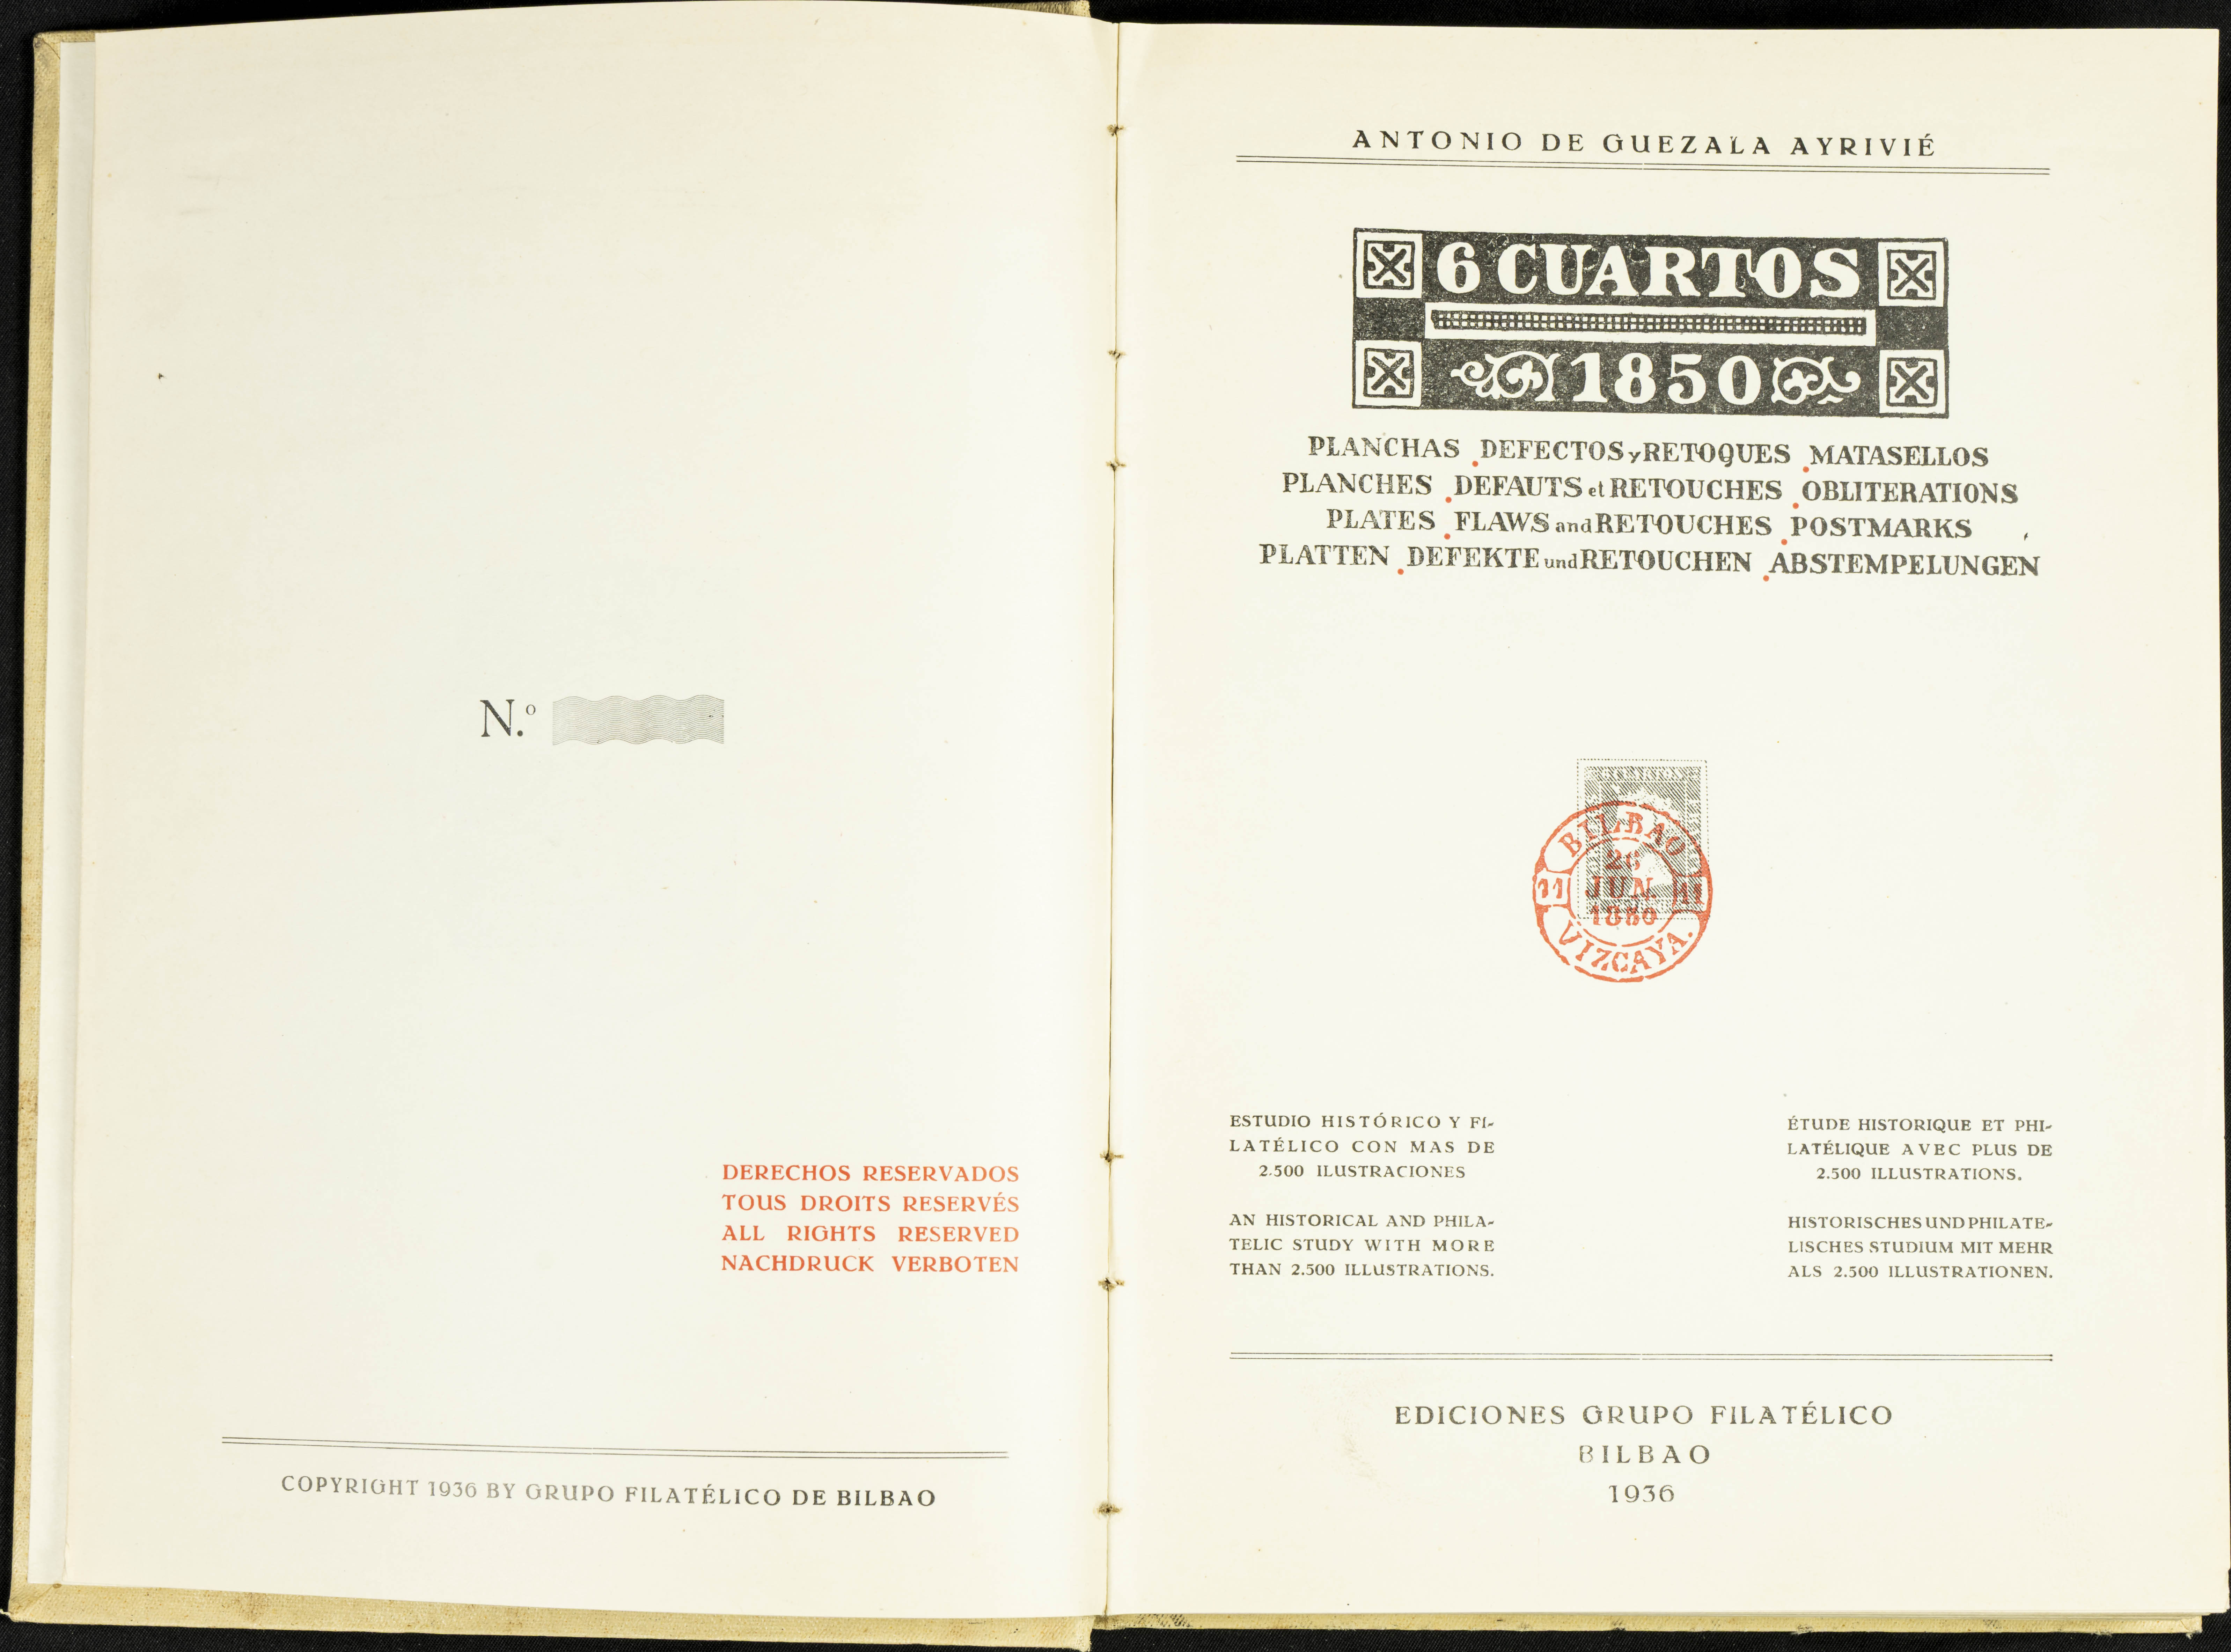 N.º
DERECHOS RESERVADOS
TOUS DROITS RESERVÉS
ALL RIGHTS RESERVED
NACHDRUCK VERBOTEN
COPYRIGHT 1936 BY GRUPO FILATÉLICO DE BILBAO
ANTONIO DE GUEZALA AYRIVIÉ
6 CUARTOS
1850
PLANCHAS . DEFECTOS y RETOQUES . MATASELLOS
PLANCHES . DEFAUTS et RETOUCHES . OBLITERATIONS
PLATES . FLAWS and RETOUCHES . POSTMARKS
PLATTEN . DEFEKTE und RETOUCHEN . ABSTEMPELUNGEN
BILBAO
26
11 JUN. 11
1850
VIZCAYA.
ESTUDIO HISTÓRICO Y FI-
LATÉLICO CON MAS DE
2.500 ILUSTRACIONES
AN HISTORICAL AND PHILA-
TELIC STUDY WITH MORE
THAN 2.500 ILLUSTRATIONS.
ÉTUDE HISTORIQUE ET PHI-
LATÉLIQUE AVEC PLUS DE
2.500 ILLUSTRATIONS.
HISTORISCHES UND PHILATE-
LISCHES STUDIUM MIT MEHR
ALS 2.500 ILLUSTRATIONEN.
EDICIONES GRUPO FILATÉLICO
BILBAO
1936